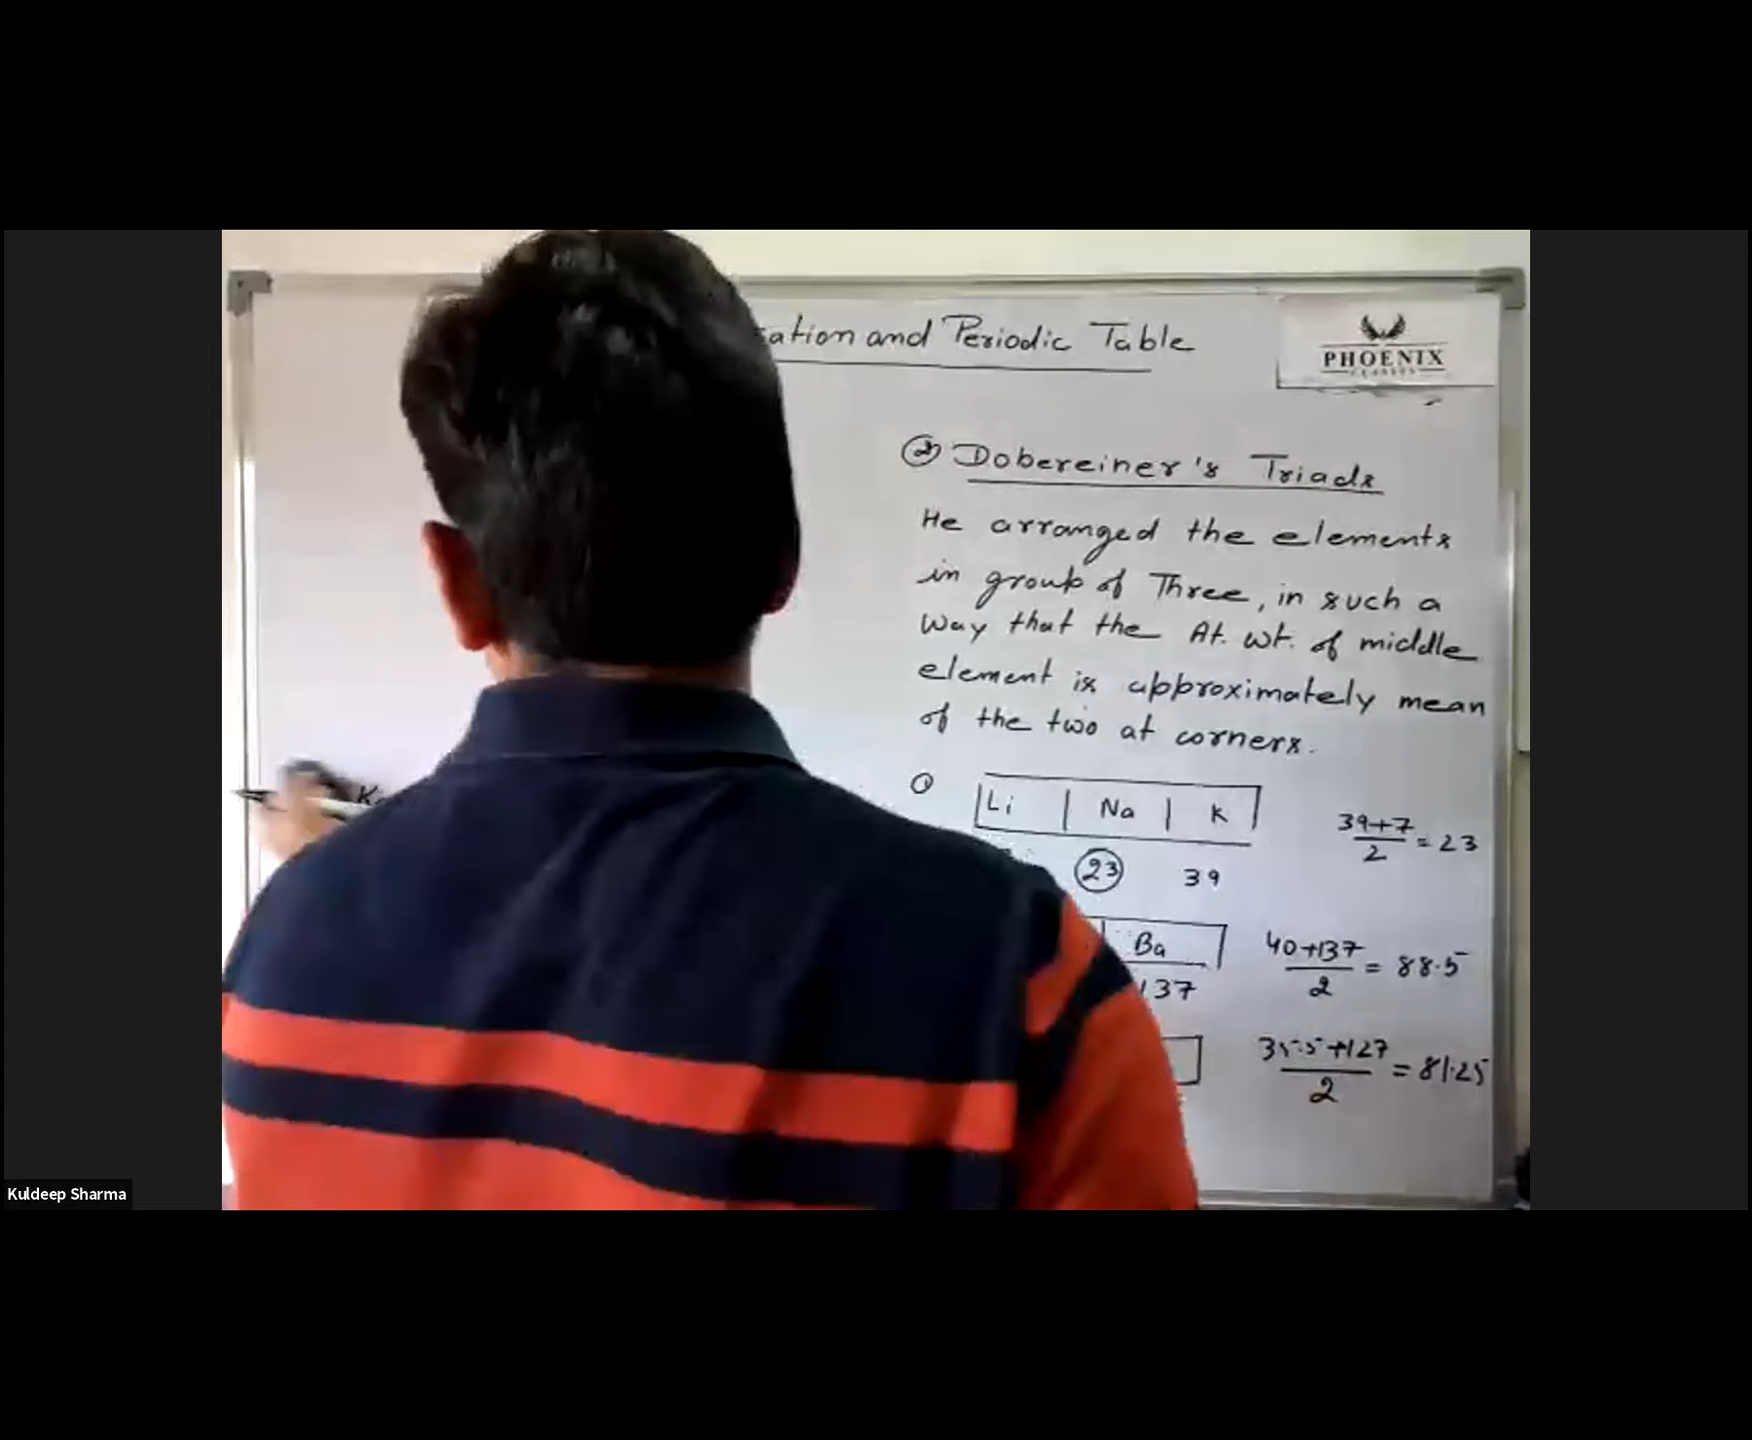 ation and Periodic Table
PHOENIX
CLASSES
② Dobereiner's Triads
He arranged the elements
in group of Three, in such a
way that the At. wt. of middle
element is approximately mean
of the two at corners.
① Li | Na | K
23 39
39+7/2 = 23
Ba
137
40+137/2 = 88.5
35.5+127/2 = 81.25
Kuldeep Sharma